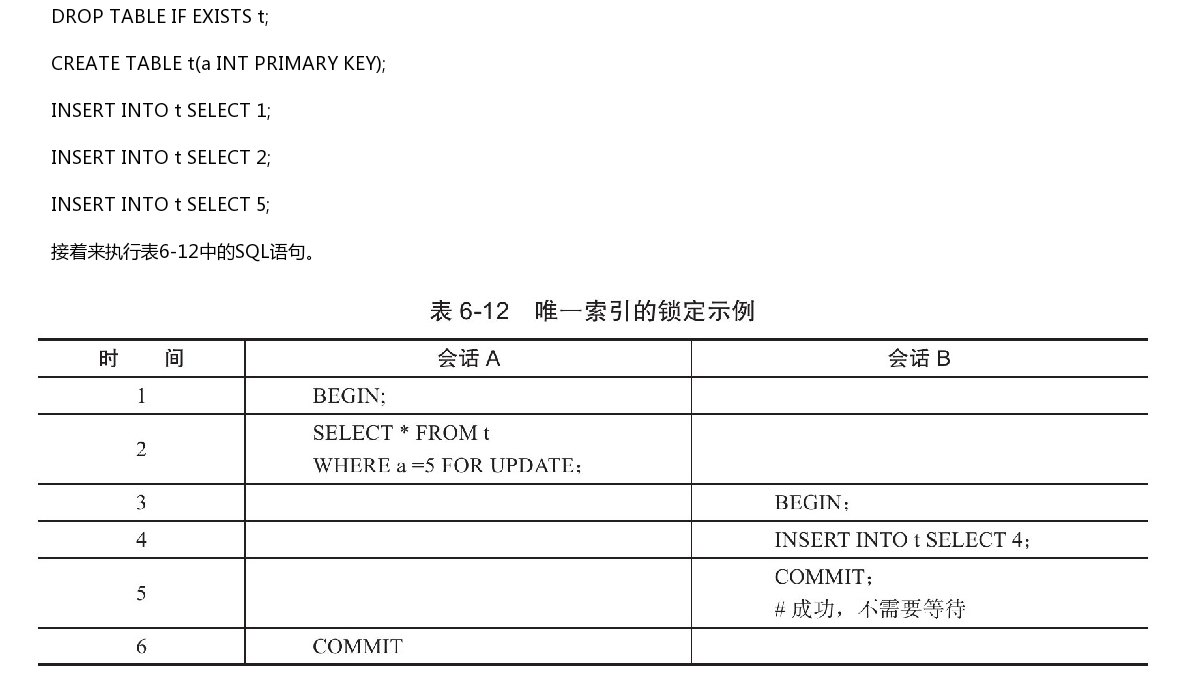 DROP TABLE IF EXISTS t;
CREATE TABLE t(a INT PRIMARY KEY);
INSERT INTO t SELECT 1;
INSERT INTO t SELECT 2;
INSERT INTO t SELECT 5;
接着来执行表6-12中的SQL语句。
表 6-12 唯一索引的锁定示例
时 间 会话 A 会话 B
1 BEGIN;
2 SELECT * FROM t
WHERE a =5 FOR UPDATE;
3 BEGIN;
4 INSERT INTO t SELECT 4;
5 COMMIT;
# 成功，不需要等待
6 COMMIT